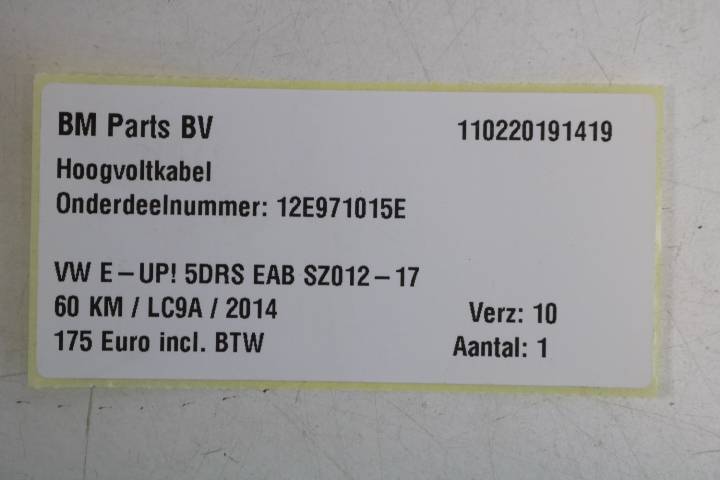 BM Parts BV 110220191419
Hoogvoltkabel
Onderdeelnummer: 12E971015E
VW E-UP! 5DRS EAB SZ012-17
60 KM / LC9A / 2014 Verz: 10
175 Euro incl. BTW Aantal: 1